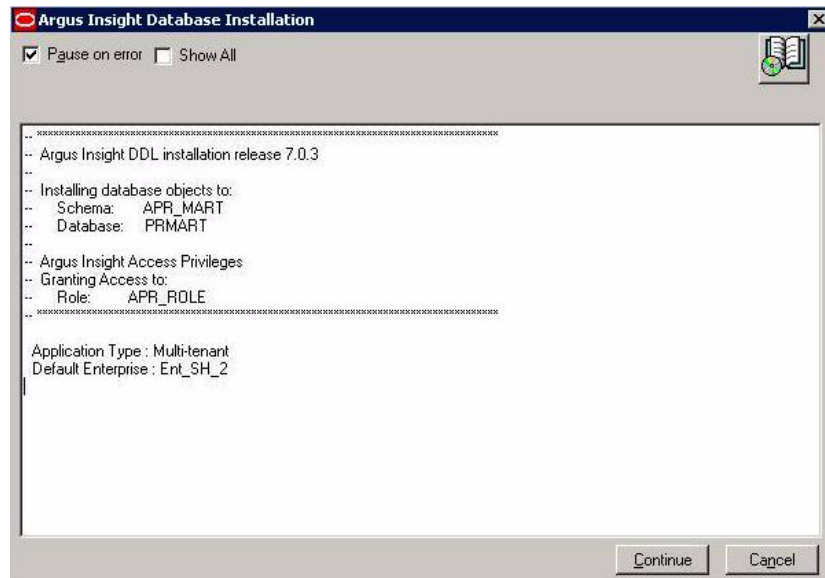 Argus Insight Database Installation
Pause on error Show All
-- ******************************************************************************
-- Argus Insight DDL installation release 7.0.3
--
-- Installing database objects to:
-- Schema: APR_MART
-- Database: PRMART
--
-- Argus Insight Access Privileges
-- Granting Access to:
-- Role: APR_ROLE
-- ******************************************************************************
Application Type : Multi-tenant
Default Enterprise : Ent_SH_2
Continue Cancel